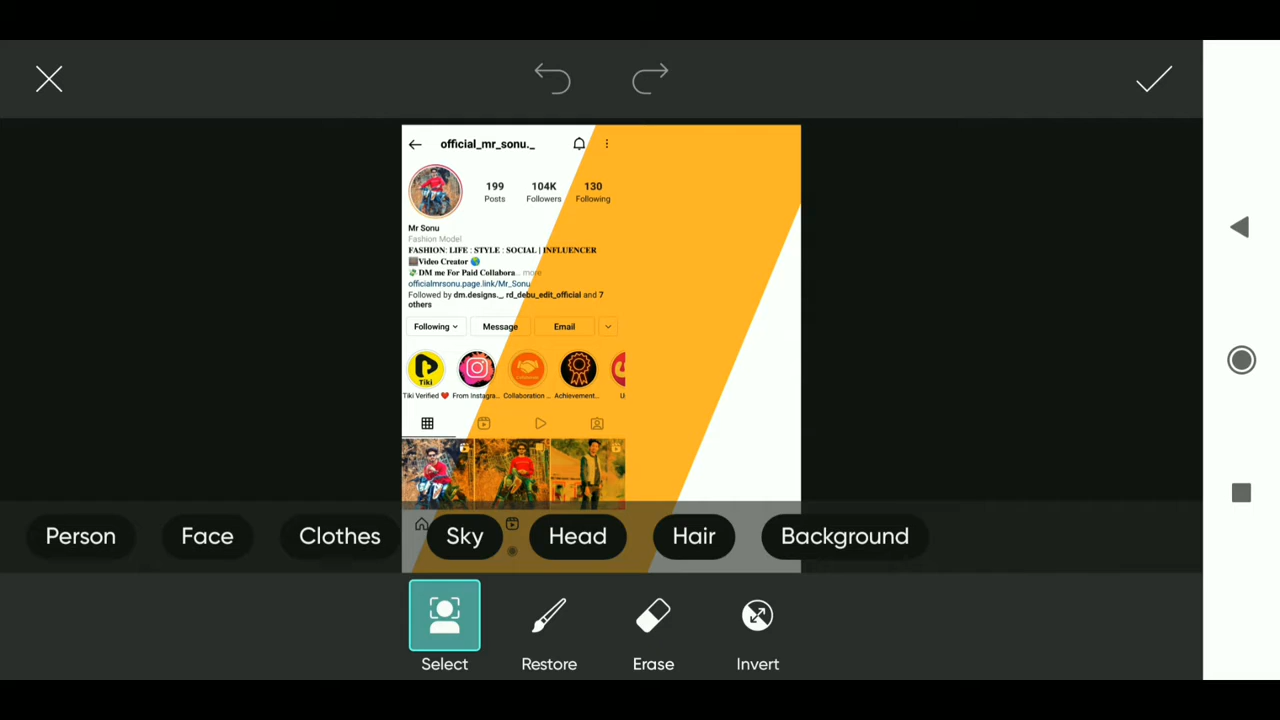 official_mr_sonu._
199 104K 130
Posts Followers Following
Mr Sonu
Fashion Model
FASHION: LIFE : STYLE : SOCIAL | INFLUENCER
🎬Video Creator 🌏
💸 DM me For Paid Collabora... more
officialmrsonu.page.link/Mr_Sonu
Followed by dm.designs._, rd_debu_edit_official and 7
others
Following Message Email
Tiki
Tiki Verified ❤️ From Instagra... Collaboration ... Achievement...
Person Face Clothes Sky Head Hair Background
Select Restore Erase Invert